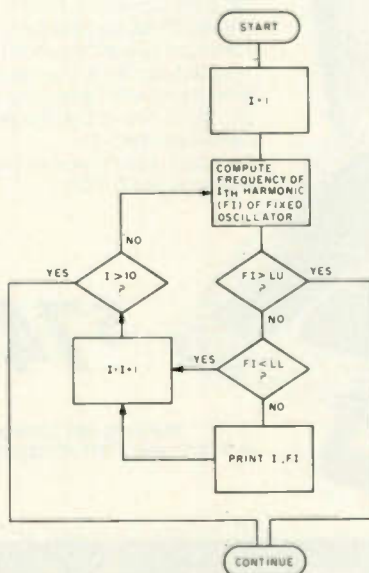 START
I=1
COMPUTE
FREQUENCY OF
ITH HARMONIC
(FI) OF FIXED
OSCILLATOR
NO
YES
I>10
?
FI>LU
?
YES
NO
I=I+1
YES
FI<LL
?
NO
PRINT I,FI
CONTINUE